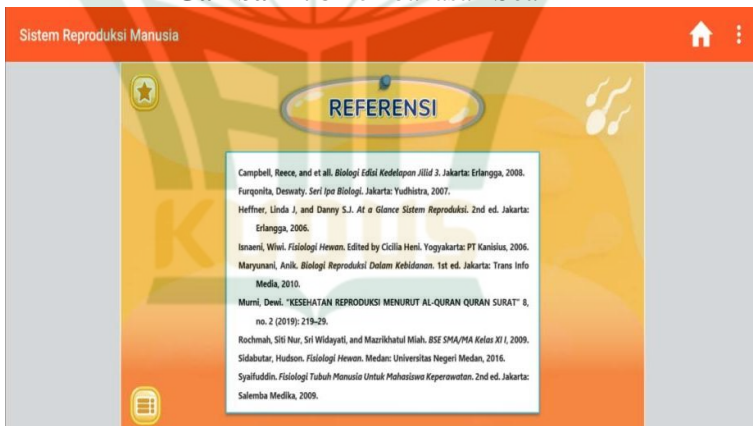 Sistem Reproduksi Manusia
REFERENSI
Campbell, Reece, and et all. Biologi Edisi Kedelapan Jilid 3. Jakarta: Erlangga, 2008.
Furqonita, Deswaty. Seri Ipa Biologi. Jakarta: Yudhistra, 2007.
Heffner, Linda J, and Danny S.J. At a Glance Sistem Reproduksi. 2nd ed. Jakarta:
Erlangga, 2006.
Isnaeni, Wiwi. Fisiologi Hewan. Edited by Cicilia Heni. Yogyakarta: PT Kanisius, 2006.
Maryunani, Anik. Biologi Reproduksi Dalam Kebidanan. 1st ed. Jakarta: Trans Info
Media, 2010.
Murni, Dewi. "KESEHATAN REPRODUKSI MENURUT AL-QURAN QURAN SURAT" 8,
no. 2 (2019): 219–29.
Rochmah, Siti Nur, Sri Widayati, and Mazrikhatul Miah. BSE SMA/MA Kelas XI I, 2009.
Sidabutar, Hudson. Fisiologi Hewan. Medan: Universitas Negeri Medan, 2016.
Syaifuddin. Fisiologi Tubuh Manusia Untuk Mahasiswa Keperawatan. 2nd ed. Jakarta:
Salemba Medika, 2009.